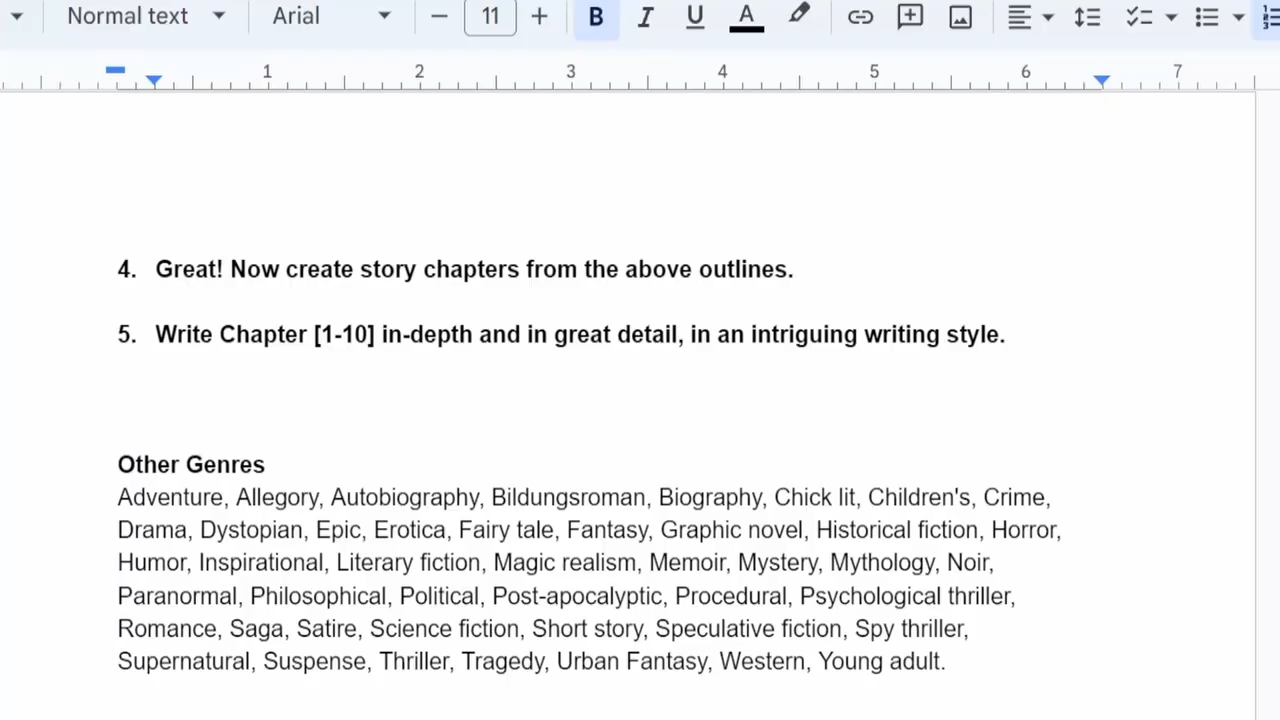 Normal text Arial 11 B I U A
1 2 3 4 5 6 7
4. Great! Now create story chapters from the above outlines.
5. Write Chapter [1-10] in-depth and in great detail, in an intriguing writing style.
Other Genres
Adventure, Allegory, Autobiography, Bildungsroman, Biography, Chick lit, Children's, Crime,
Drama, Dystopian, Epic, Erotica, Fairy tale, Fantasy, Graphic novel, Historical fiction, Horror,
Humor, Inspirational, Literary fiction, Magic realism, Memoir, Mystery, Mythology, Noir,
Paranormal, Philosophical, Political, Post-apocalyptic, Procedural, Psychological thriller,
Romance, Saga, Satire, Science fiction, Short story, Speculative fiction, Spy thriller,
Supernatural, Suspense, Thriller, Tragedy, Urban Fantasy, Western, Young adult.